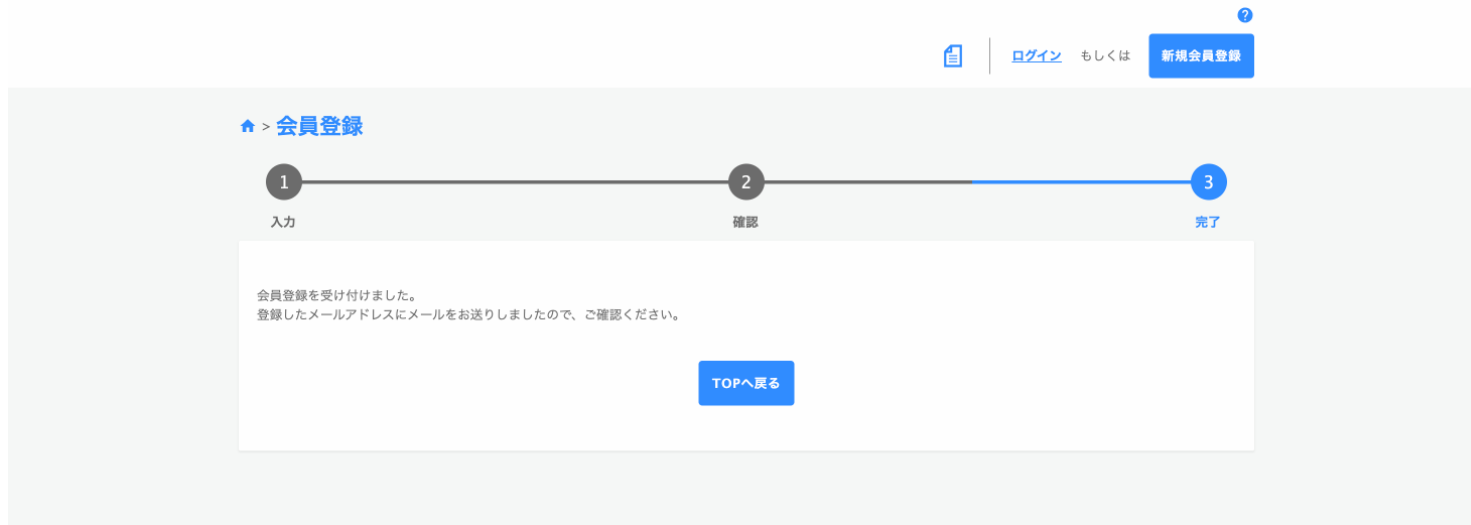 ?
ログイン もしくは 新規会員登録
> 会員登録
1 2 3
入力 確認 完了
会員登録を受け付けました。
登録したメールアドレスにメールをお送りしましたので、ご確認ください。
TOPへ戻る